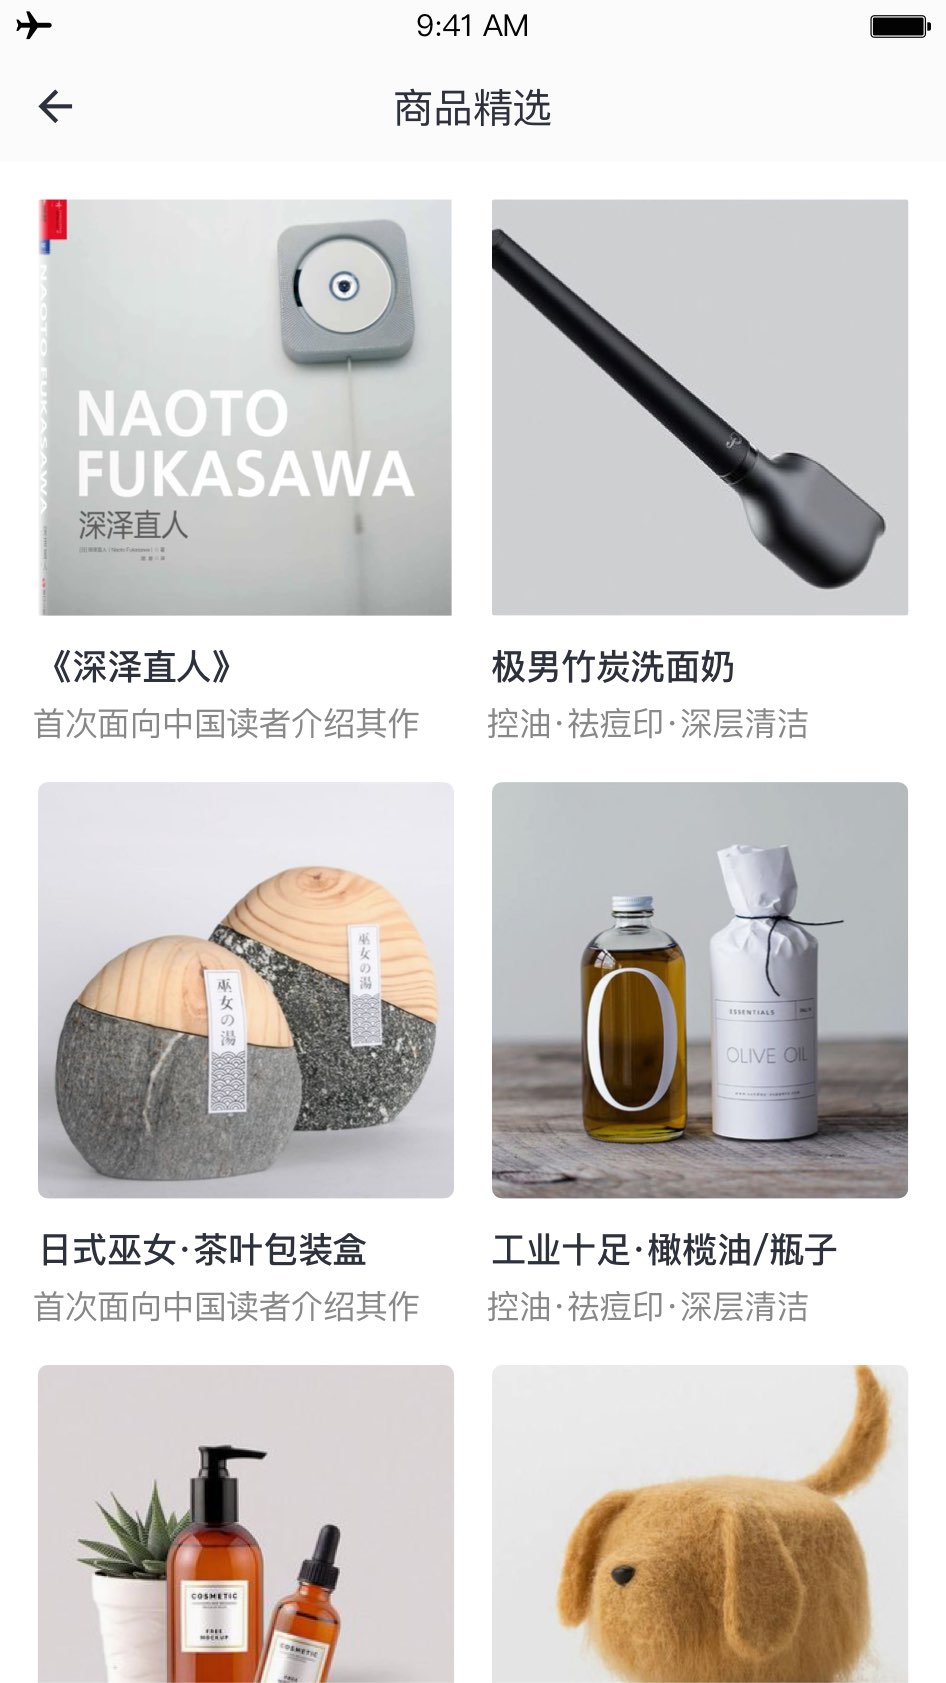 9:41 AM
商品精选
NAOTO FUKASAWA
NAOTO
FUKASAWA
深泽直人
《深泽直人》
极男竹炭洗面奶
首次面向中国读者介绍其作
控油·祛痘印·深层清洁
巫女の湯
巫女の湯
ESSENTIALS
OLIVE OIL
日式巫女·茶叶包装盒
工业十足·橄榄油/瓶子
首次面向中国读者介绍其作
控油·祛痘印·深层清洁
COSMETIC
FREE
MOCKUP
COSMETIC
FREE